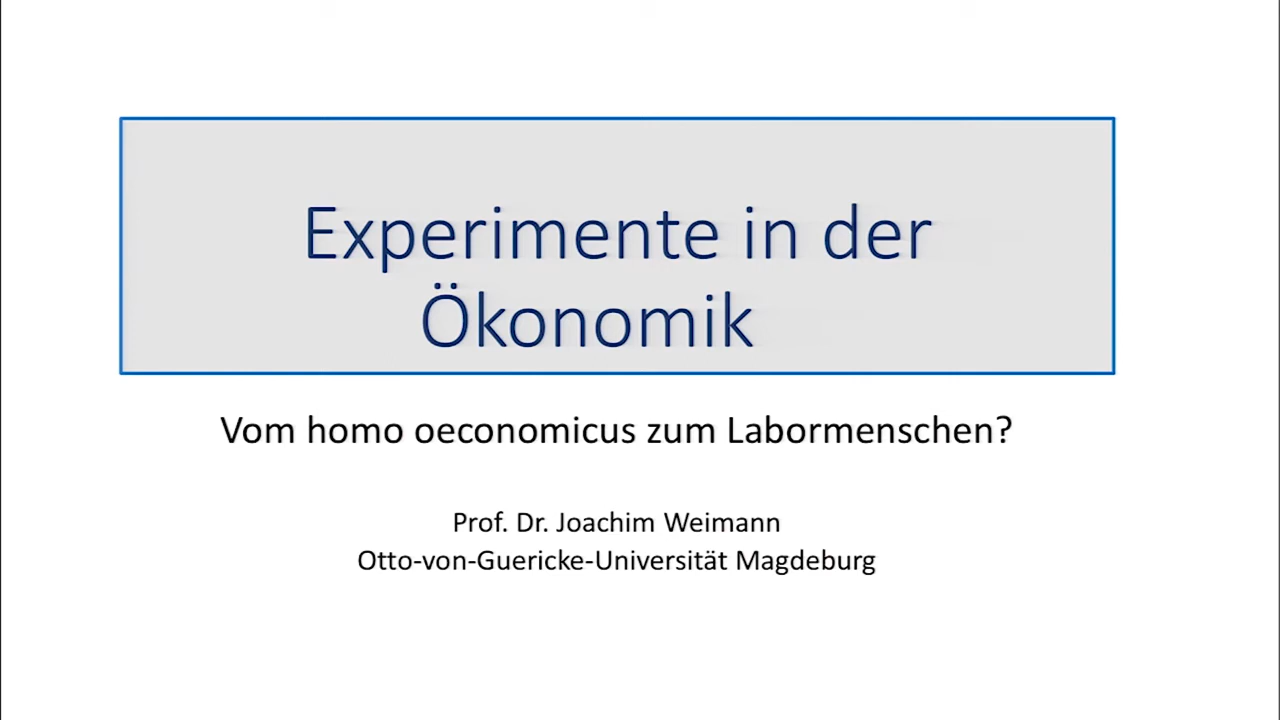 Experimente in der
Ökonomik
Vom homo oeconomicus zum Labormenschen?
Prof. Dr. Joachim Weimann
Otto-von-Guericke-Universität Magdeburg